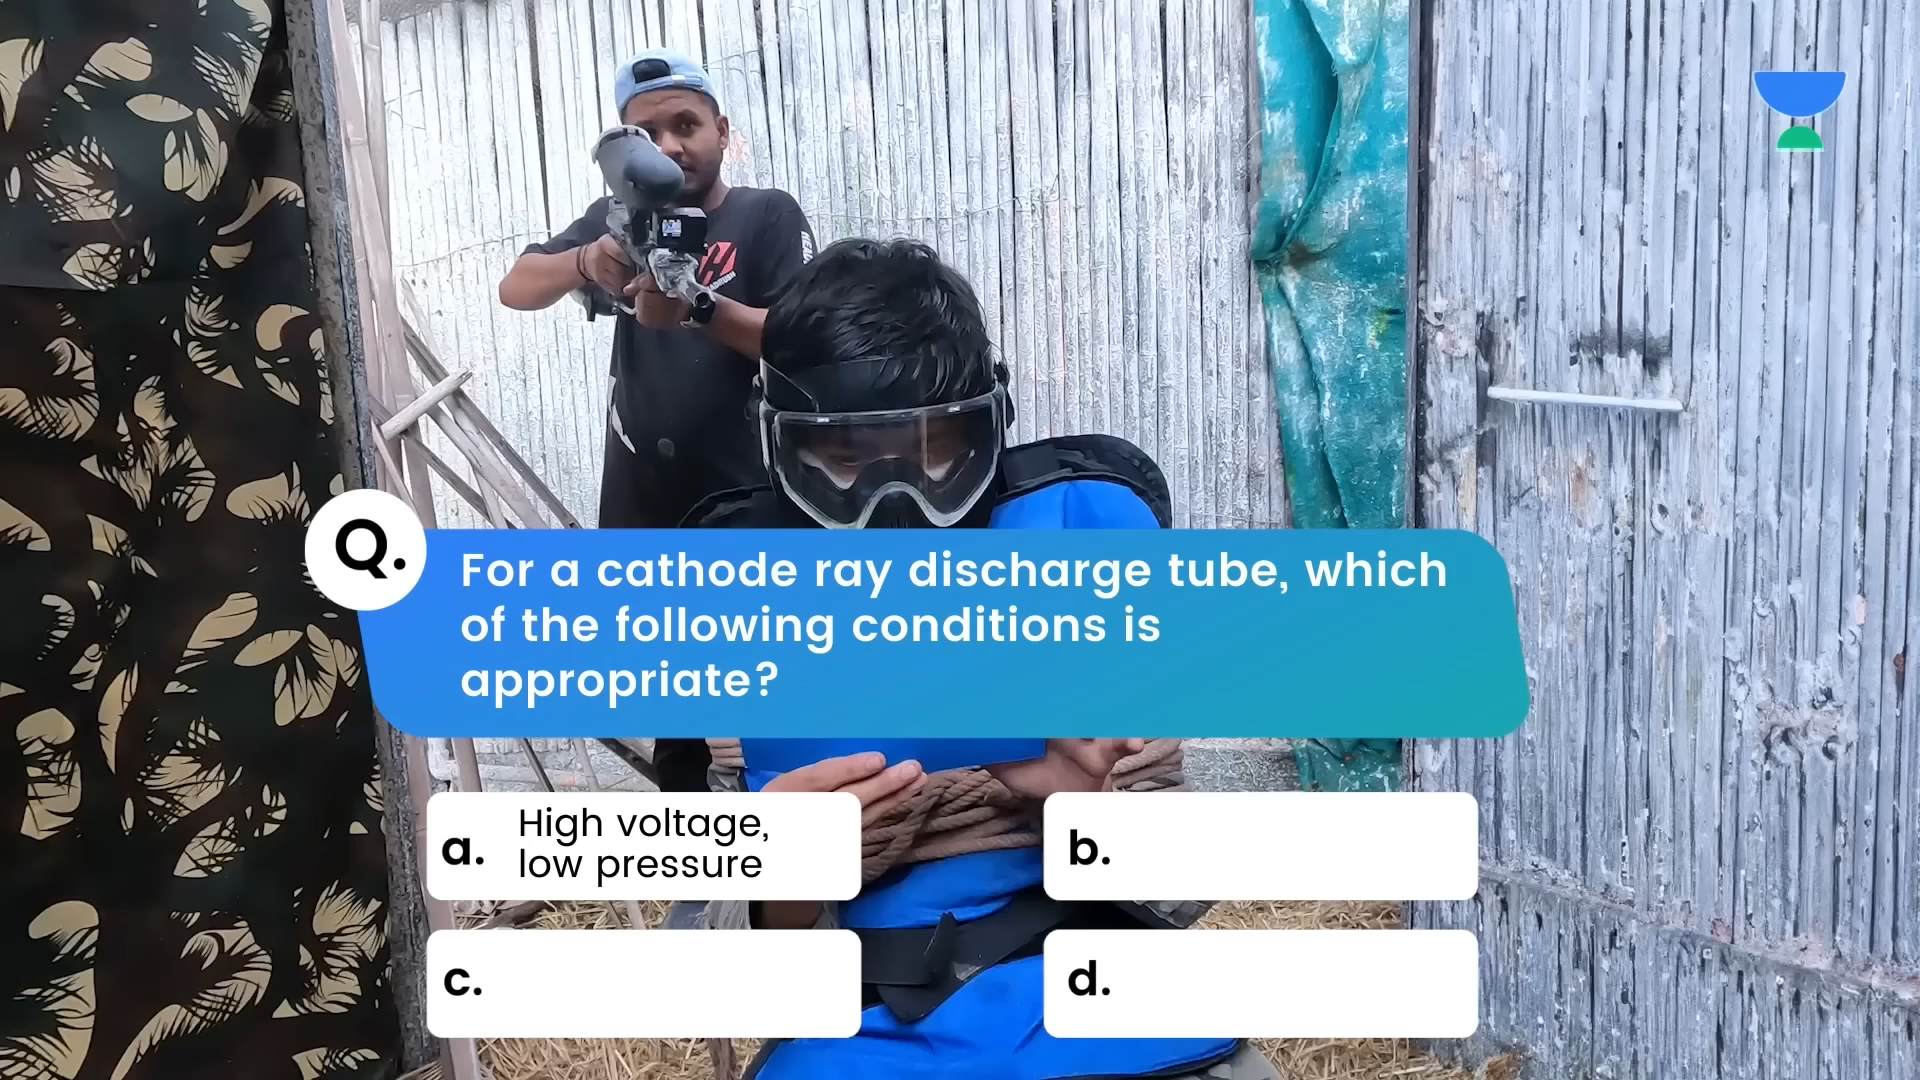 Q.
For a cathode ray discharge tube, which
of the following conditions is
appropriate?
a. High voltage,
low pressure
b.
c.
d.